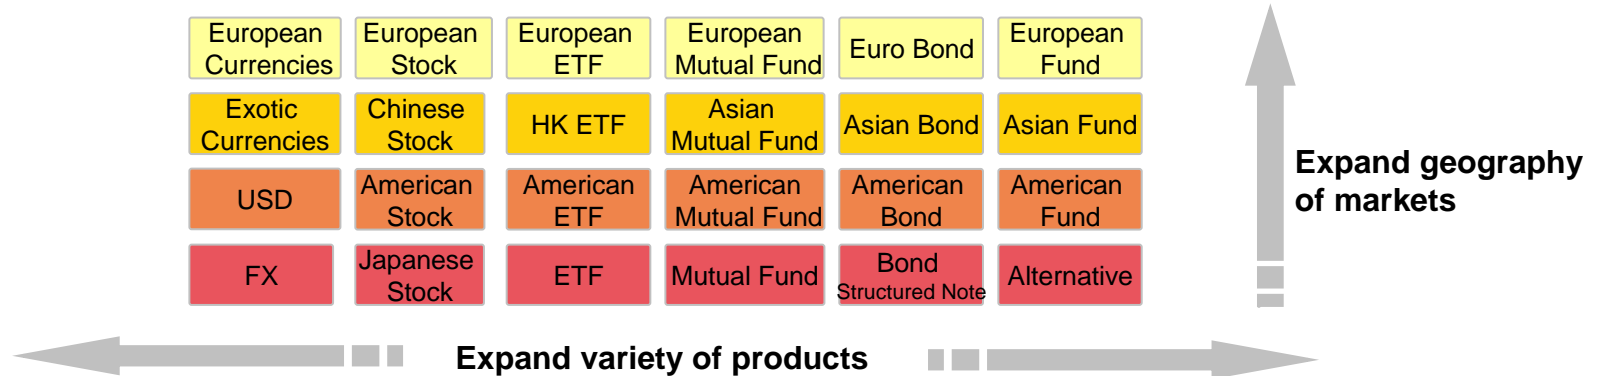 European
Currencies
European
Stock
European
ETF
European
Mutual Fund
Euro Bond
European
Fund
Exotic
Currencies
Chinese
Stock
HK ETF
Asian
Mutual Fund
Asian Bond
Asian Fund
USD
American
Stock
American
ETF
American
Mutual Fund
American
Bond
American
Fund
FX
Japanese
Stock
ETF
Mutual Fund
Bond
Structured Note
Alternative
Expand geography
of markets
Expand variety of products